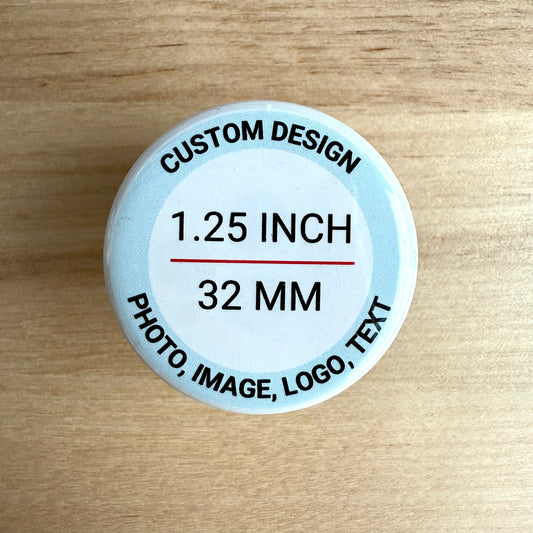 CUSTOM DESIGN
1.25 INCH
32 MM
PHOTO, IMAGE, LOGO, TEXT